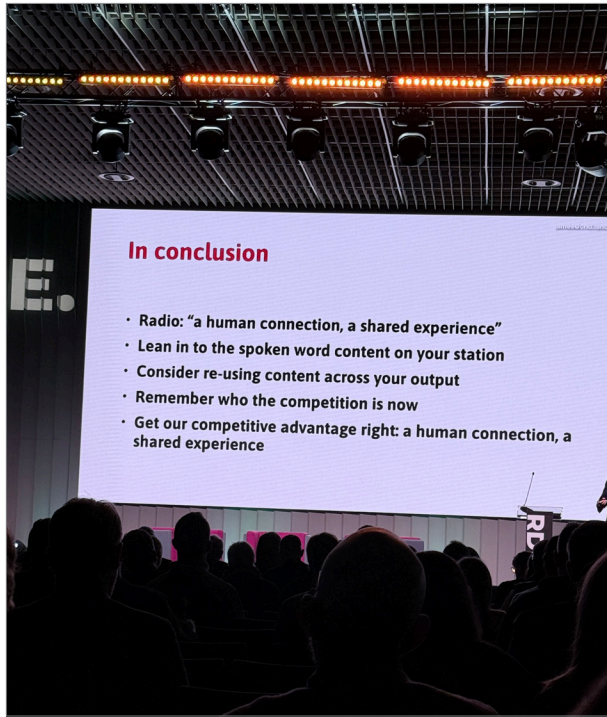 In conclusion
E.
· Radio: “a human connection, a shared experience”
· Lean in to the spoken word content on your station
· Consider re-using content across your output
· Remember who the competition is now
· Get our competitive advantage right: a human connection, a
shared experience
RD